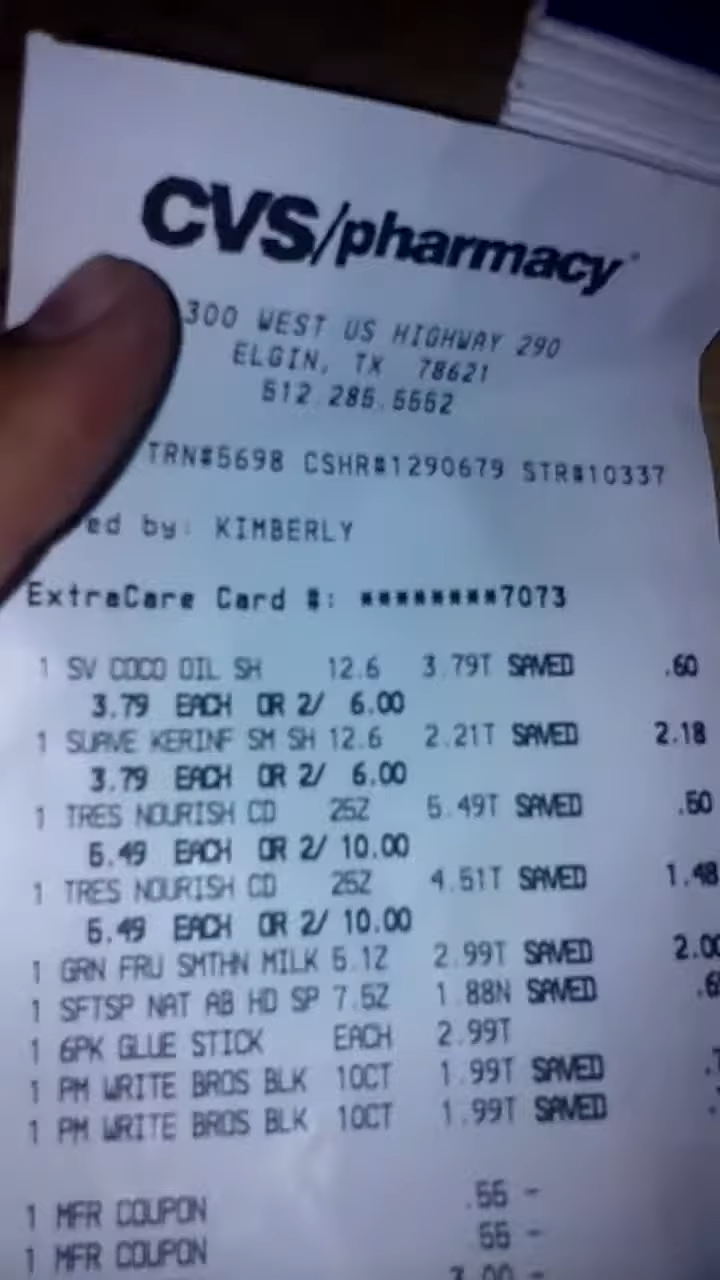 CVS/pharmacy
300 WEST US HIGHWAY 290
ELGIN, TX 78621
512.285.5552
TRN#5698 CSHR#1290679 STR#10337
ed by: KIMBERLY
ExtraCare Card #: ********7073
1 SV COCO OIL SH 12.6 3.79T SAVED .60
3.79 EACH OR 2/ 6.00
1 SUAVE KERINF SM SH 12.6 2.21T SAVED 2.18
3.79 EACH OR 2/ 6.00
1 TRES NOURISH CD 25Z 5.49T SAVED .50
5.49 EACH OR 2/ 10.00
1 TRES NOURISH CD 25Z 4.51T SAVED 1.48
5.49 EACH OR 2/ 10.00
1 GRN FRU SMTHN MILK 5.1Z 2.99T SAVED 2.00
1 SFTSP NAT AB HD SP 7.5Z 1.88N SAVED
1 6PK GLUE STICK EACH 2.99T
1 PM WRITE BROS BLK 10CT 1.99T SAVED
1 PM WRITE BROS BLK 10CT 1.99T SAVED
1 MFR COUPON .55 -
1 MFR COUPON .55 -